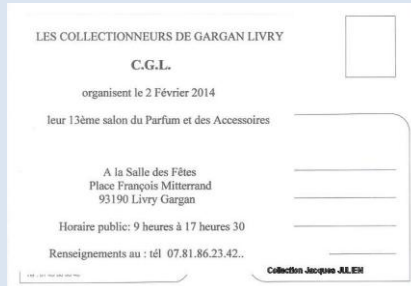 LES COLLECTIONNEURS DE GARGAN LIVRY
C.G.L.
organisent le 2 Février 2014
leur 13ème salon du Parfum et des Accessoires
A la Salle des Fêtes
Place François Mitterrand
93190 Livry Gargan
Horaire public: 9 heures à 17 heures 30
Renseignements au : tél 07.81.86.23.42..
Collection Jacques JULIEN